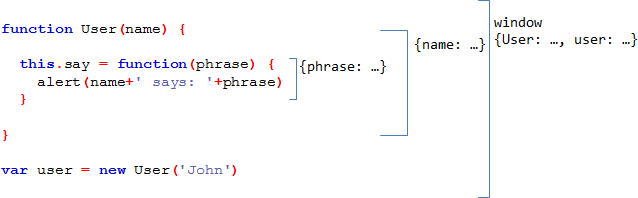 function User(name) {
this.say = function(phrase) {
alert(name+' says: '+phrase)
}
}
var user = new User('John')
{phrase: …}
{name: …}
window
{User: …, user: …}